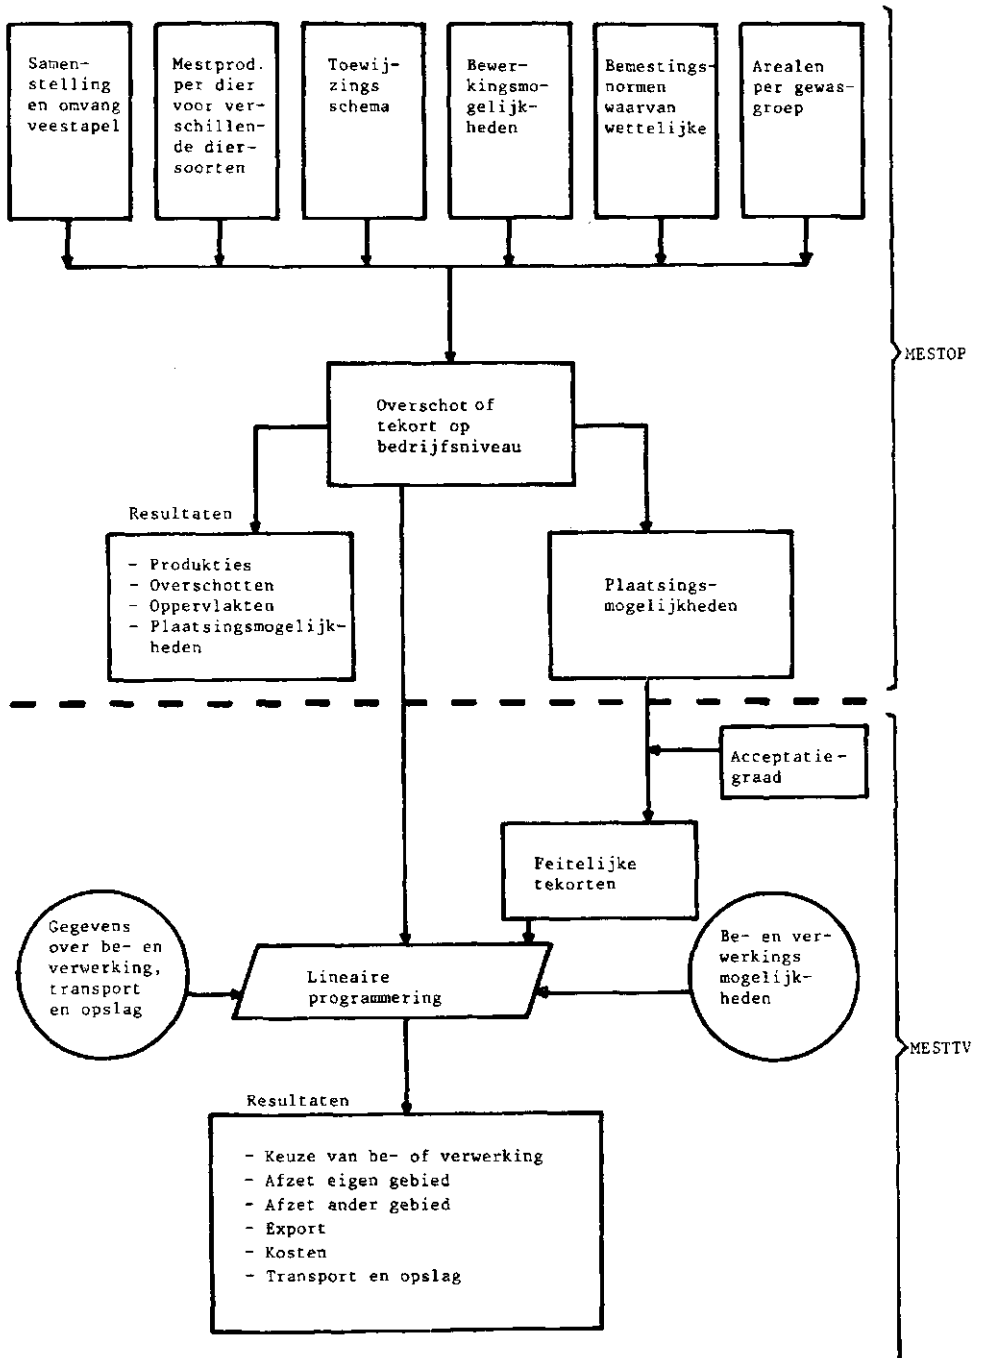 Samen-
stelling
en omvang
veestapel
Mestprod.
per dier
voor ver-
schillen-
de dier-
soorten
Toewij-
zings
schema
Bewer-
kingsmo-
gelijk-
heden
Bemestings-
normen
waarvan
wettelijke
Arealen
per gewas-
groep
MESTOP
Overschot of
tekort op
bedrijfsniveau
Resultaten
- Produkties
- Overschotten
- Oppervlakten
- Plaatsingsmogelijk-
heden
Plaatsings-
mogelijkheden
Acceptatie-
graad
Feitelijke
tekorten
Gegevens
over be- en
verwerking,
transport
en opslag
Lineaire
programmering
Be- en ver-
werkings
mogelijk-
heden
MESTTV
Resultaten
- Keuze van be- of verwerking
- Afzet eigen gebied
- Afzet ander gebied
- Export
- Kosten
- Transport en opslag